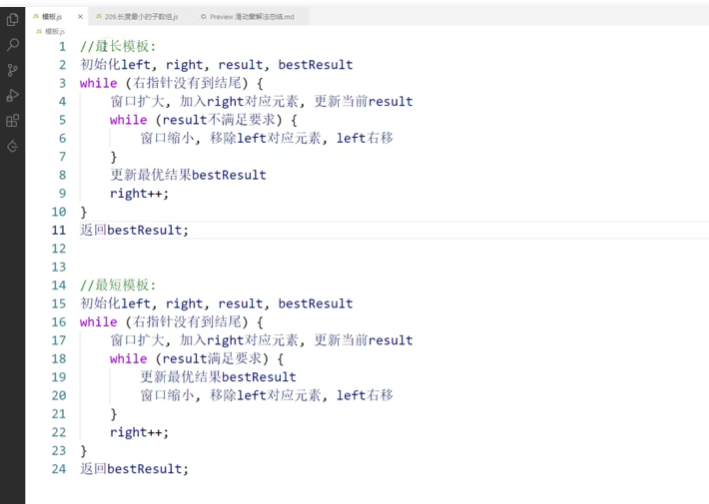 JS 模板.js × JS 209.长度最小的子数组.js Preview 滑动窗解法总结.md
JS 模板.js
1 //最长模板:
2 初始化left, right, result, bestResult
3 while (右指针没有到结尾) {
4 窗口扩大, 加入right对应元素, 更新当前result
5 while (result不满足要求) {
6 窗口缩小, 移除left对应元素, left右移
7 }
8 更新最优结果bestResult
9 right++;
10 }
11 返回bestResult;
12
13
14 //最短模板:
15 初始化left, right, result, bestResult
16 while (右指针没有到结尾) {
17 窗口扩大, 加入right对应元素, 更新当前result
18 while (result满足要求) {
19 更新最优结果bestResult
20 窗口缩小, 移除left对应元素, left右移
21 }
22 right++;
23 }
24 返回bestResult;